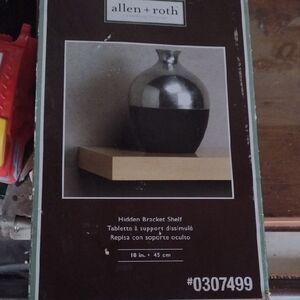 allen + roth
Hidden Bracket Shelf
Tablette à support dissimulé
Repisa con soporte oculto
18 in. • 45 cm
#0307499